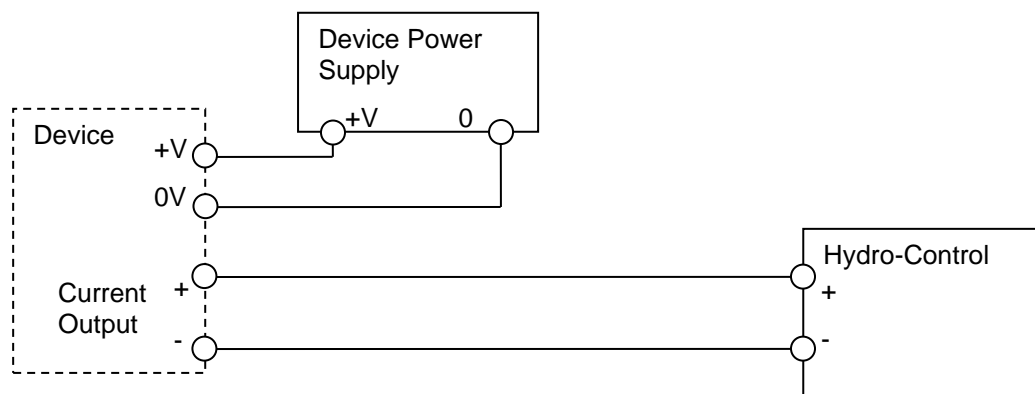 Device Power
Supply
+V
0
Device
+V
0V
Hydro-Control
Current
Output
+
-
+
-